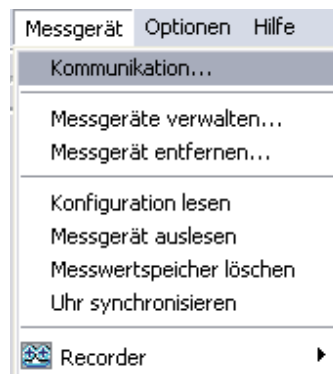 Messgerät Optionen Hilfe
Kommunikation...
Messgeräte verwalten...
Messgerät entfernen...
Konfiguration lesen
Messgerät auslesen
Messwertspeicher löschen
Uhr synchronisieren
Recorder